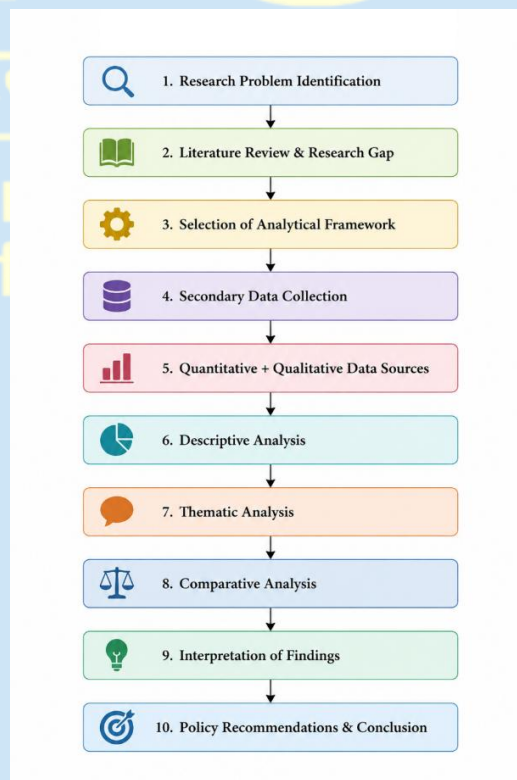 1. Research Problem Identification
2. Literature Review & Research Gap
3. Selection of Analytical Framework
4. Secondary Data Collection
5. Quantitative + Qualitative Data Sources
6. Descriptive Analysis
7. Thematic Analysis
8. Comparative Analysis
9. Interpretation of Findings
10. Policy Recommendations & Conclusion